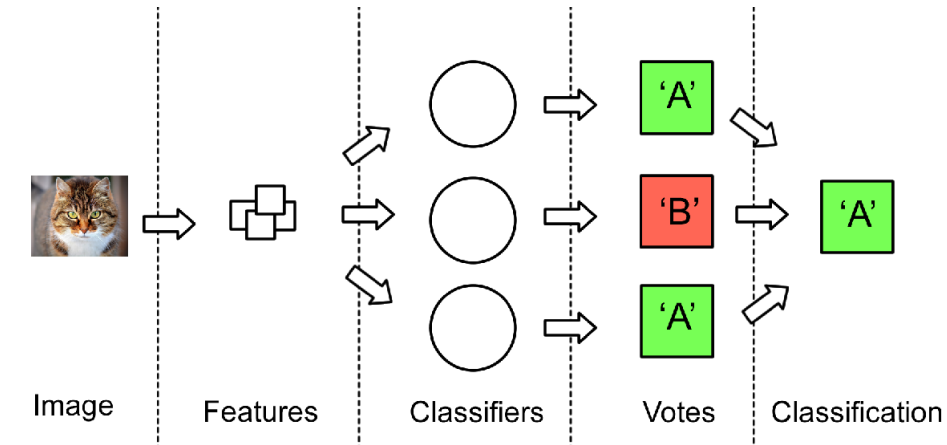 ‘A’
‘B’
‘A’
‘A’
Image
Features
Classifiers
Votes
Classification